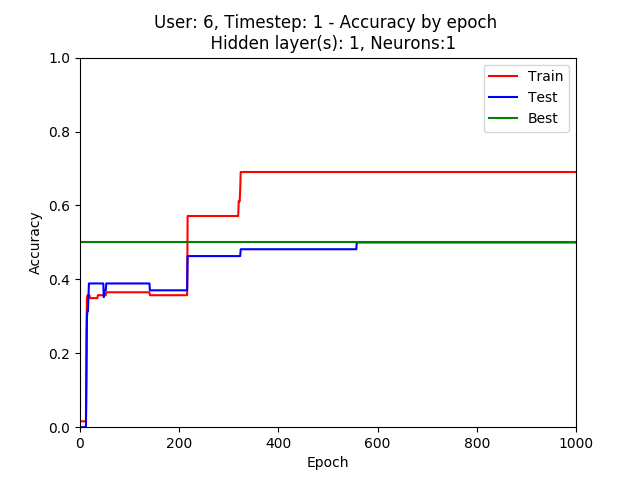 User: 6, Timestep: 1 - Accuracy by epoch
Hidden layer(s): 1, Neurons:1
Train
Test
Best
Accuracy
1.0
0.8
0.6
0.4
0.2
0.0
0 200 400 600 800 1000
Epoch